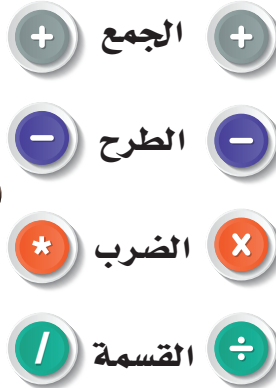 + الجمع +
− الطرح −
× الضرب *
÷ القسمة /